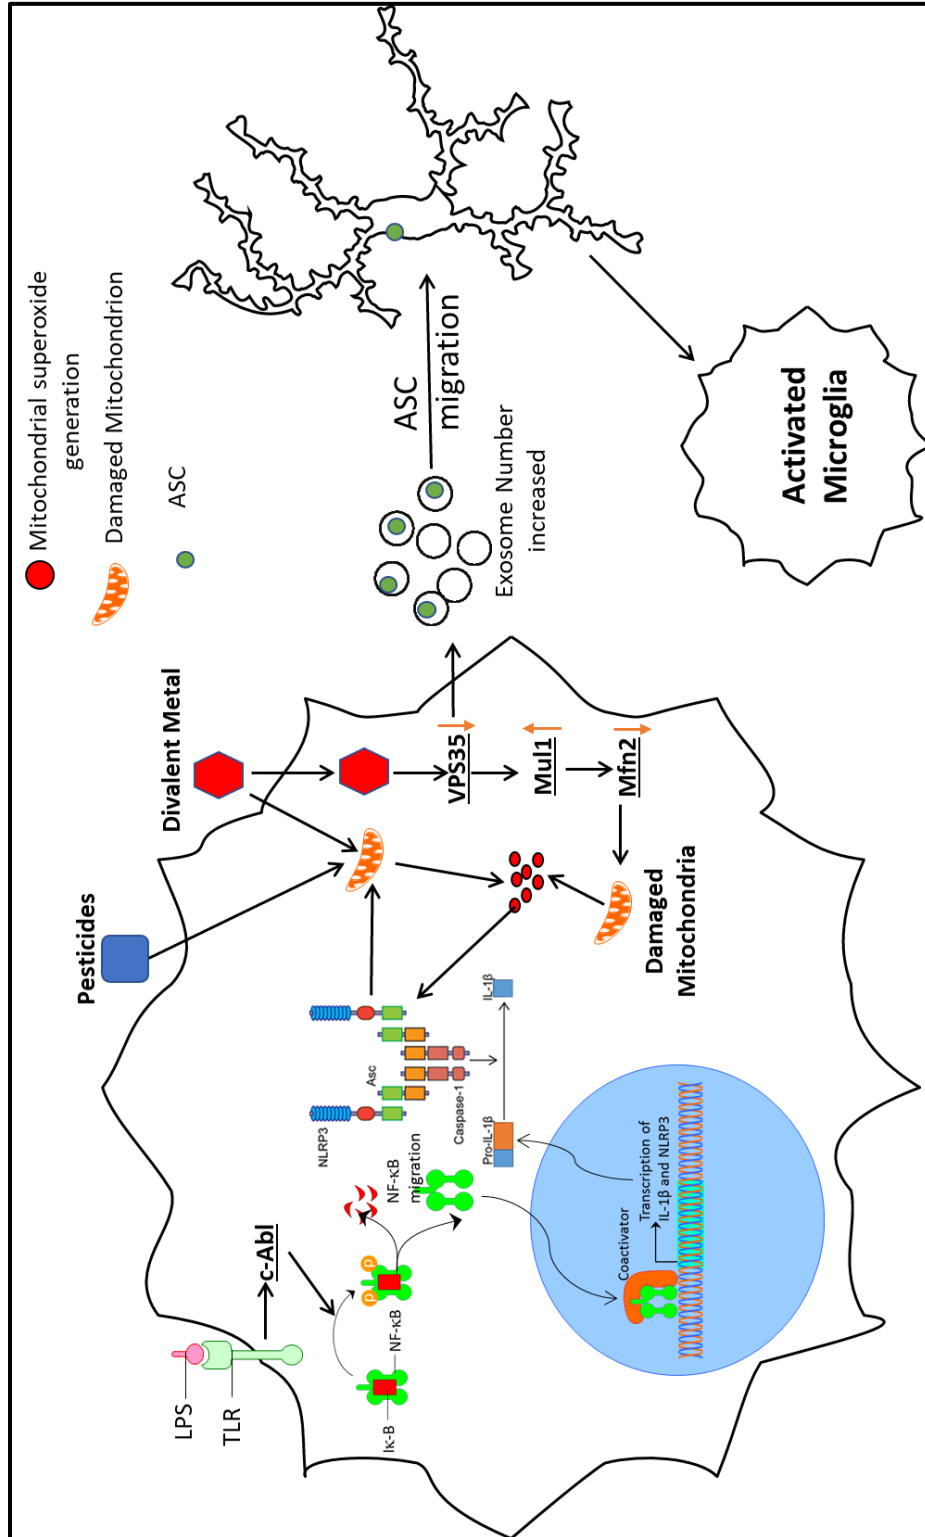 LPS
TLR
c-Abl
Iκ-B
NF-κB
P
P
NF-κB
migration
NLRP3
Asc
Caspase-1
Pro-IL-1β
IL-1β
Coactivator
Transcription of
IL-1β and NLRP3
Pesticides
Divalent Metal
VPS35
Mul1
Mfn2
Damaged
Mitochondria
Exosome Number
increased
ASC
migration
Mitochondrial superoxide
generation
Damaged Mitochondrion
ASC
Activated
Microglia